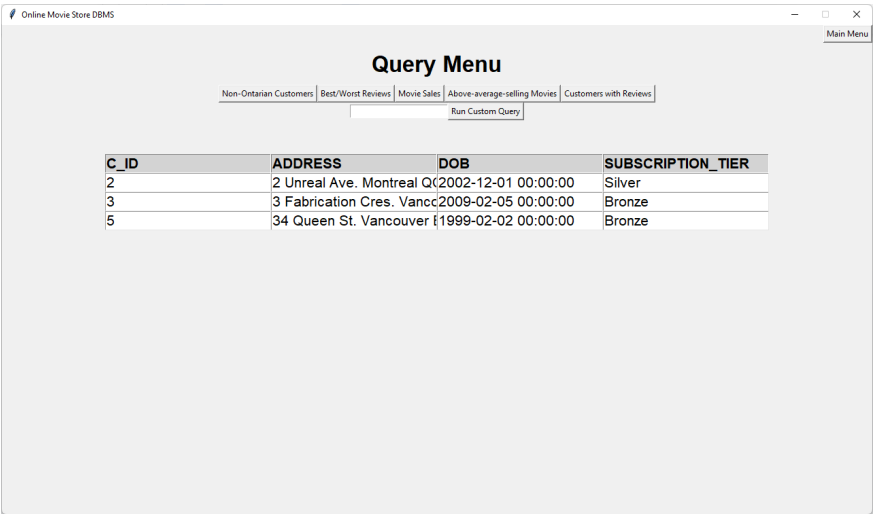 Online Movie Store DBMS
Main Menu
Query Menu
Non-Ontarian Customers Best/Worst Reviews Movie Sales Above-average-selling Movies Customers with Reviews
Run Custom Query
C_ID ADDRESS DOB SUBSCRIPTION_TIER
2 2 Unreal Ave. Montreal 2002-12-01 00:00:00 Silver
3 3 Fabrication Cres. 2009-02-05 00:00:00 Bronze
5 34 Queen St. Vancouver 1999-02-02 00:00:00 Bronze